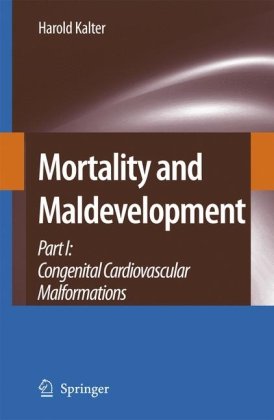 Harold Kalter
Mortality and
Maldevelopment
Part I:
Congenital Cardiovascular
Malformations
Springer